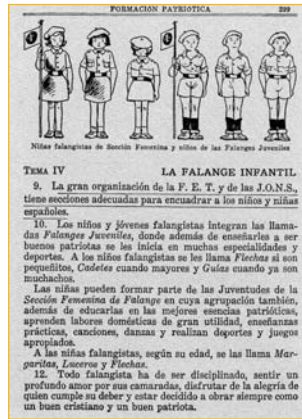 FORMACIÓN PATRIÓTICA 299
Niñas falangistas de Sección Femenina y niños de las Falanges Juveniles
TEMA IV LA FALANGE INFANTIL
9. La gran organización de la F. E. T. y de las J.O.N.S.,
tiene secciones adecuadas para encuadrar a los niños y niñas
españoles.
10. Los niños y jóvenes falangistas integran las llama-
das Falanges Juveniles, donde además de enseñarles a ser
buenos patriotas se les inicia en muchas especialidades y
deportes. A los niños falangistas se les llama Flechas si son
pequeñitos, Cadetes cuando mayores y Guías cuando ya son
muchachos.
Las niñas pueden formar parte de las Juventudes de la
Sección Femenina de Falange en cuya agrupación también,
además de educarlas en las mejores esencias patrióticas,
aprenden labores domésticas de gran utilidad, enseñanzas
prácticas, canciones, danzas y realizan deportes y juegos
apropiados.
A las niñas falangistas, según su edad, se les llama Mar-
garitas, Luceros y Flechas.
12. Todo falangista ha de ser disciplinado, sentir un
profundo amor por sus camaradas, disfrutar de la alegría de
quien cumple su deber y estar decidido a obrar siempre como
un buen cristiano y un buen patriota.